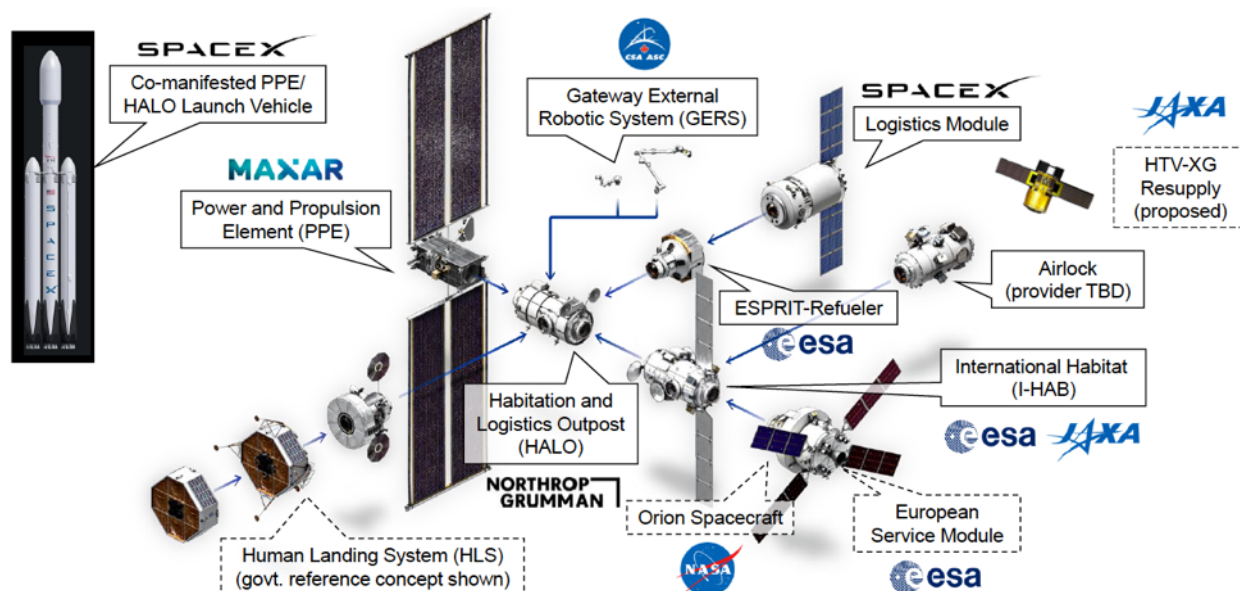 SPACEX
Co-manifested PPE/
HALO Launch Vehicle
SPACEX
MAXAR
Power and Propulsion
Element (PPE)
CSA ASC
Gateway External
Robotic System (GERS)
SPACEX
Logistics Module
JAXA
HTV-XG
Resupply
(proposed)
Airlock
(provider TBD)
ESPRIT-Refueler
esa
International Habitat
(I-HAB)
esa
JAXA
Habitation and
Logistics Outpost
(HALO)
NORTHROP
GRUMMAN
Orion Spacecraft
NASA
European
Service Module
esa
Human Landing System (HLS)
(govt. reference concept shown)